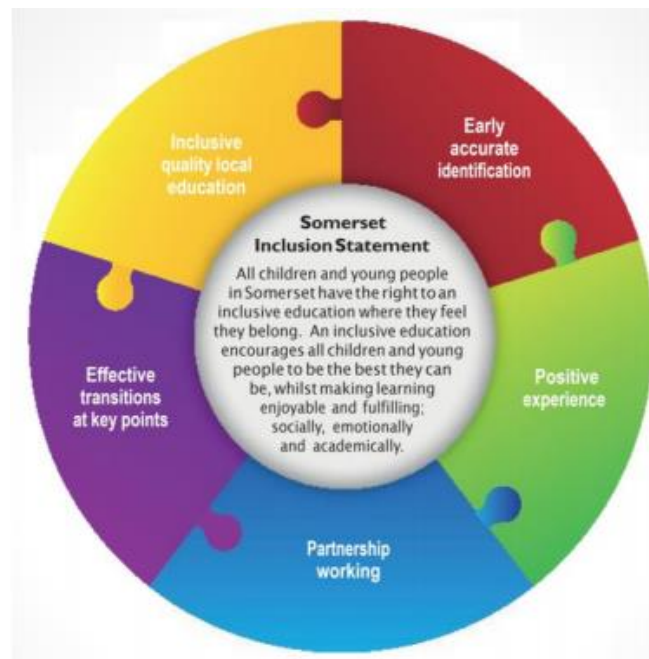 Inclusive
quality local
education
Early
accurate
identification
Somerset
Inclusion Statement
All children and young people
in Somerset have the right to an
inclusive education where they feel
they belong. An inclusive education
encourages all children and young
people to be the best they can
be, whilst making learning
enjoyable and fulfilling;
socially, emotionally
and academically.
Effective
transitions
at key points
Positive
experience
Partnership
working